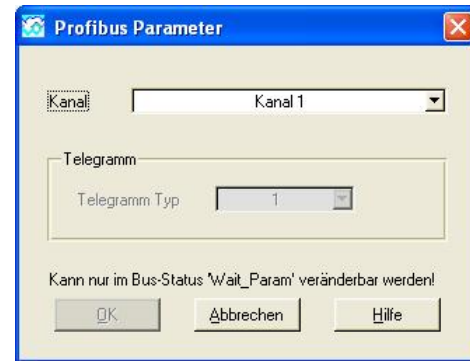 Profibus Parameter
Kanal Kanal 1
Telegramm
Telegramm Typ 1
Kann nur im Bus-Status 'Wait_Param' veränderbar werden!
OK Abbrechen Hilfe